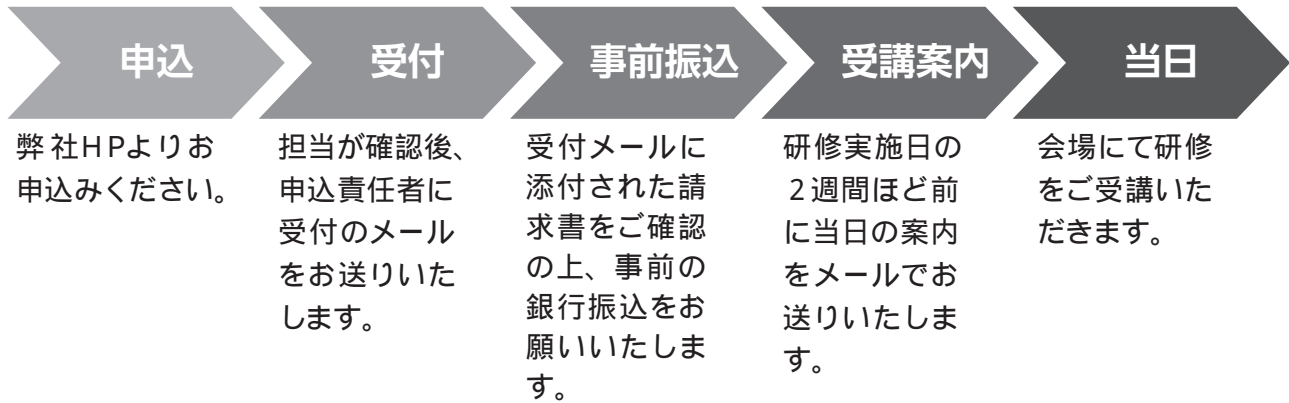 申込
弊社HPよりお
申込みください。
受付
担当が確認後、
申込責任者に
受付のメール
をお送りいた
します。
事前振込
受付メールに
添付された請
求書をご確認
の上、事前の
銀行振込をお
願いいたしま
す。
受講案内
研修実施日の
2週間ほど前
に当日の案内
をメールでお
送りいたしま
す。
当日
会場にて研修
をご受講いた
だきます。